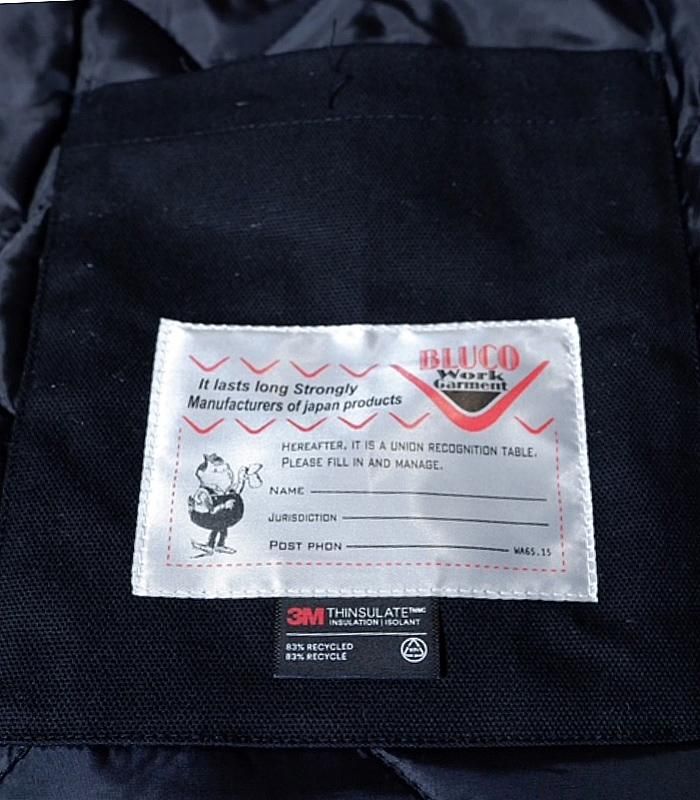 BLUCO
Work
Garment
It lasts long Strongly
Manufacturers of japan products
HEREAFTER, IT IS A UNION RECOGNITION TABLE.
PLEASE FILL IN AND MANAGE.
NAME
JURISDICTION
POST PHON WA65.15
3M THINSULATE
INSULATION | ISOLANT
83% RECYCLED
83% RECYCLÉ